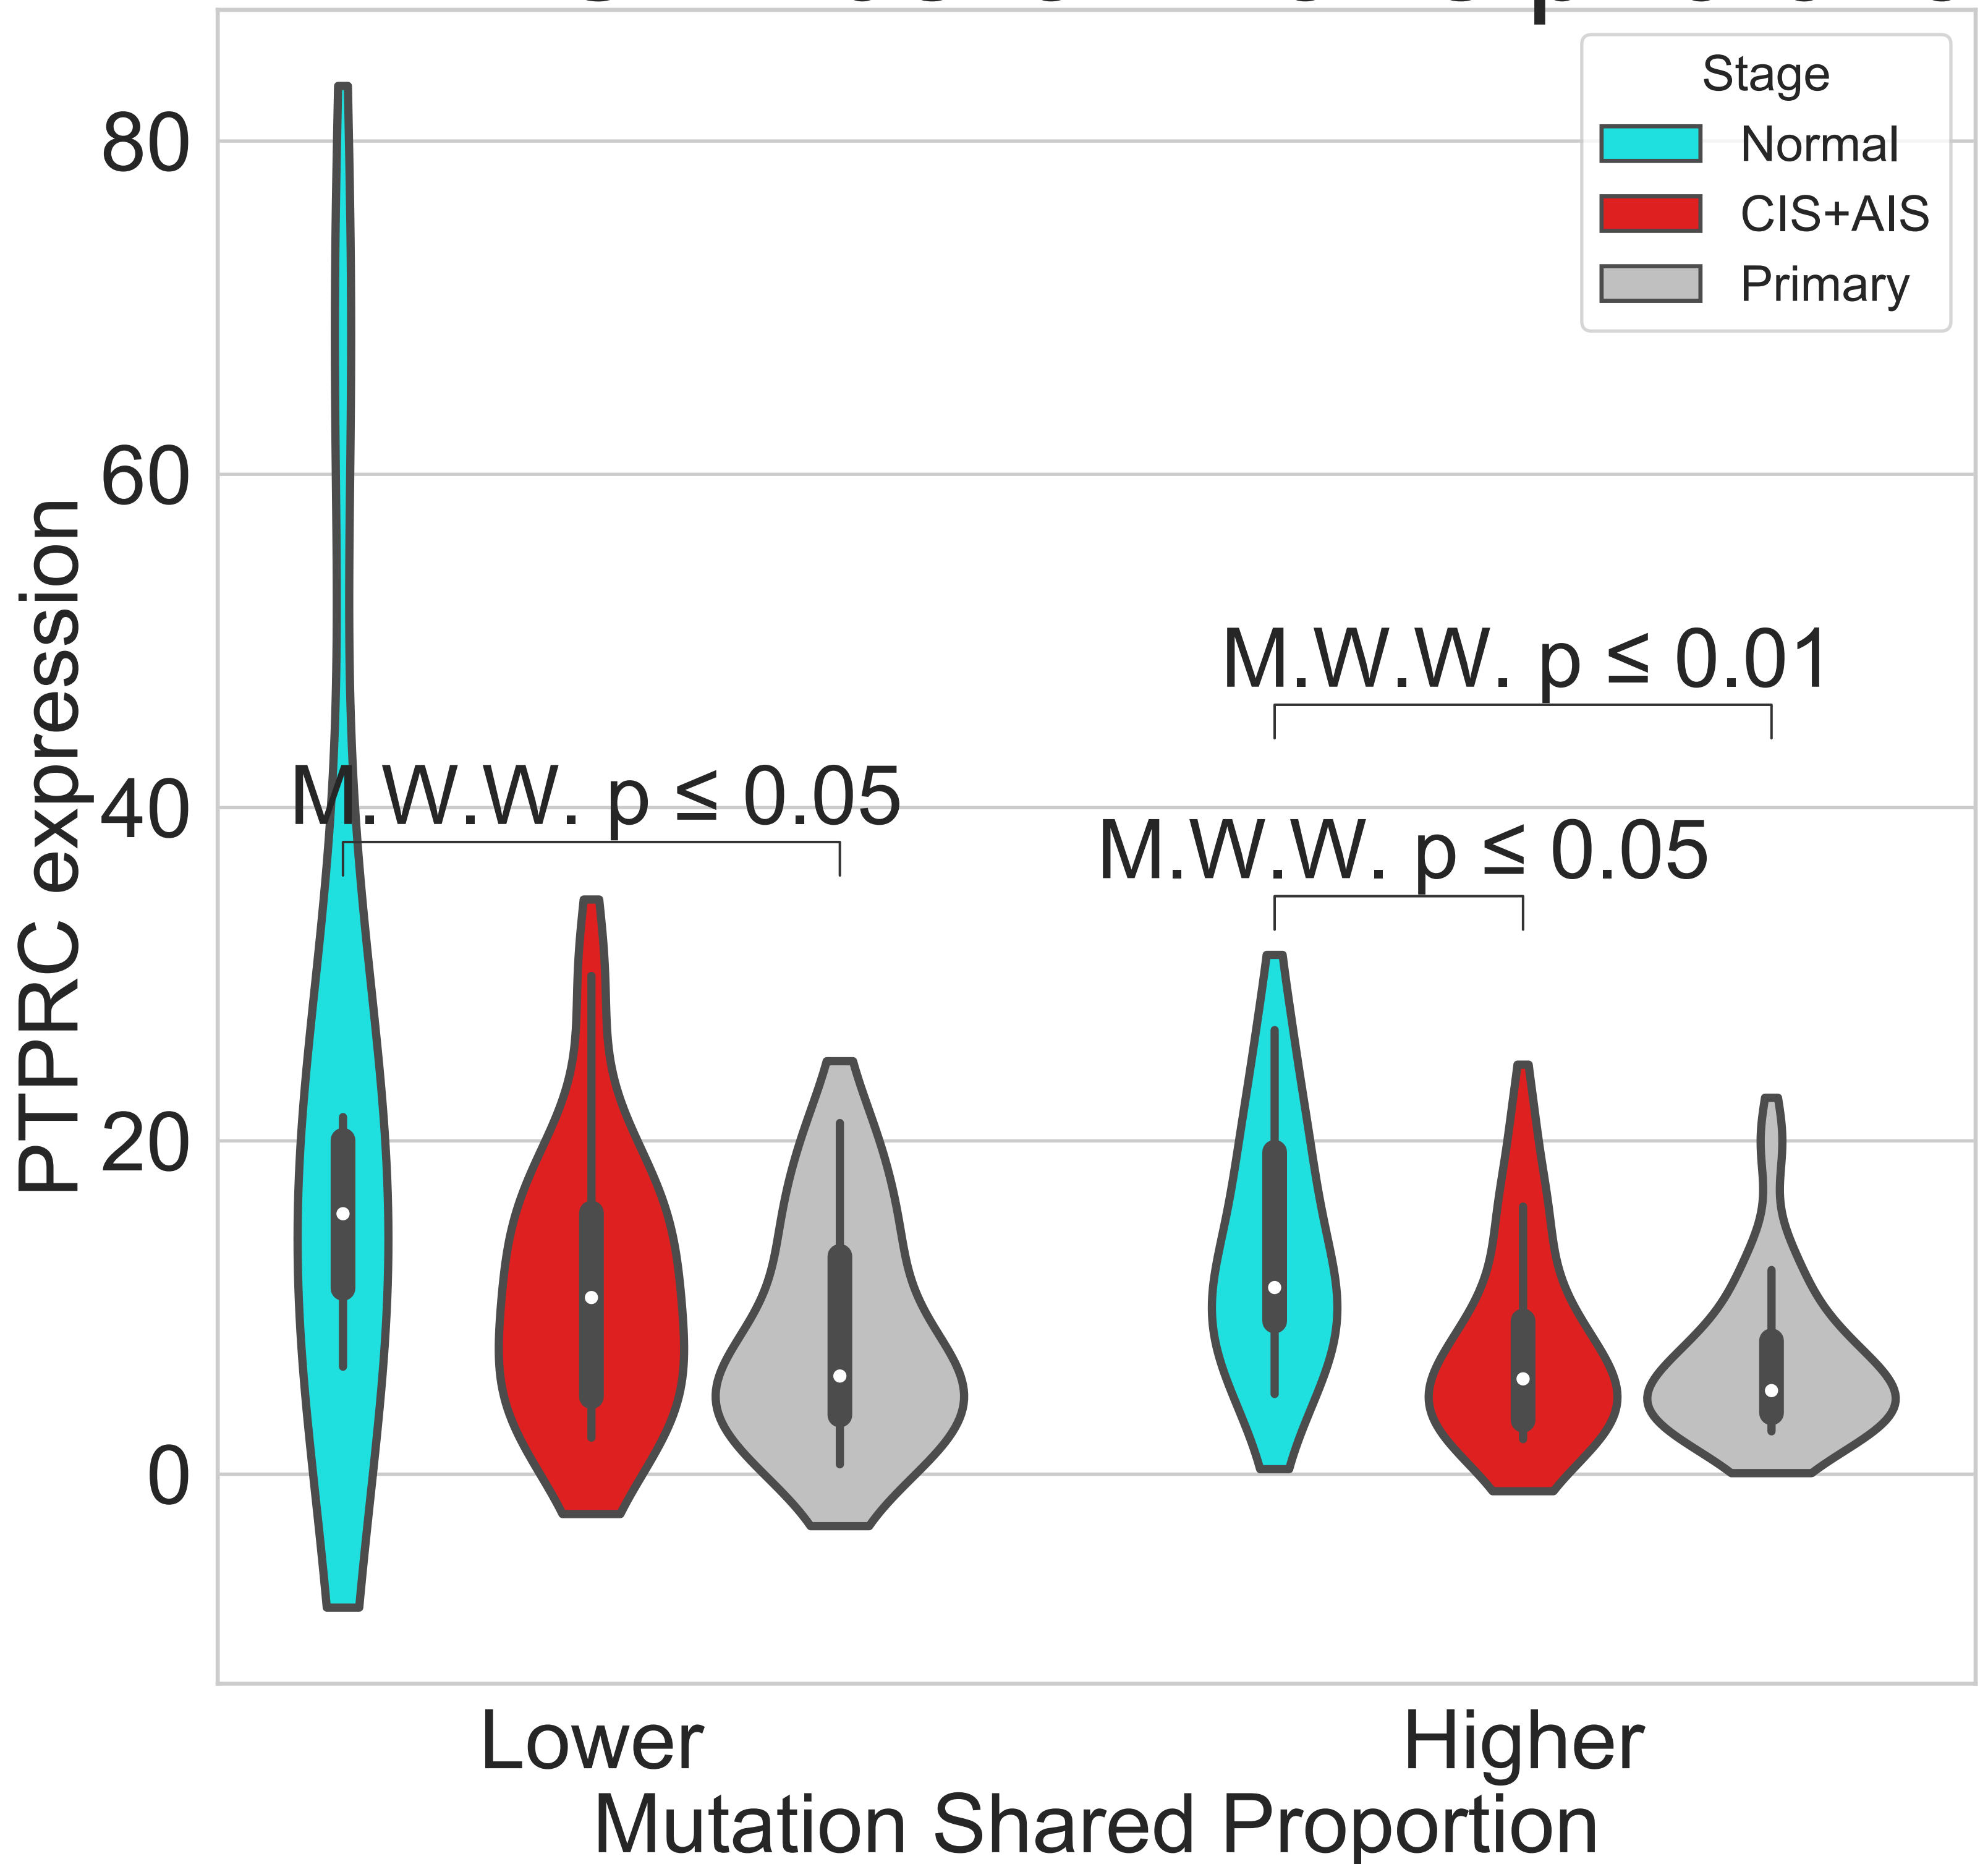 Stage
Normal
CIS+AIS
Primary
PTPRC expression
80
60
40
20
0
M.W.W. p ≤ 0.05
M.W.W. p ≤ 0.01
M.W.W. p ≤ 0.05
Lower
Higher
Mutation Shared Proportion